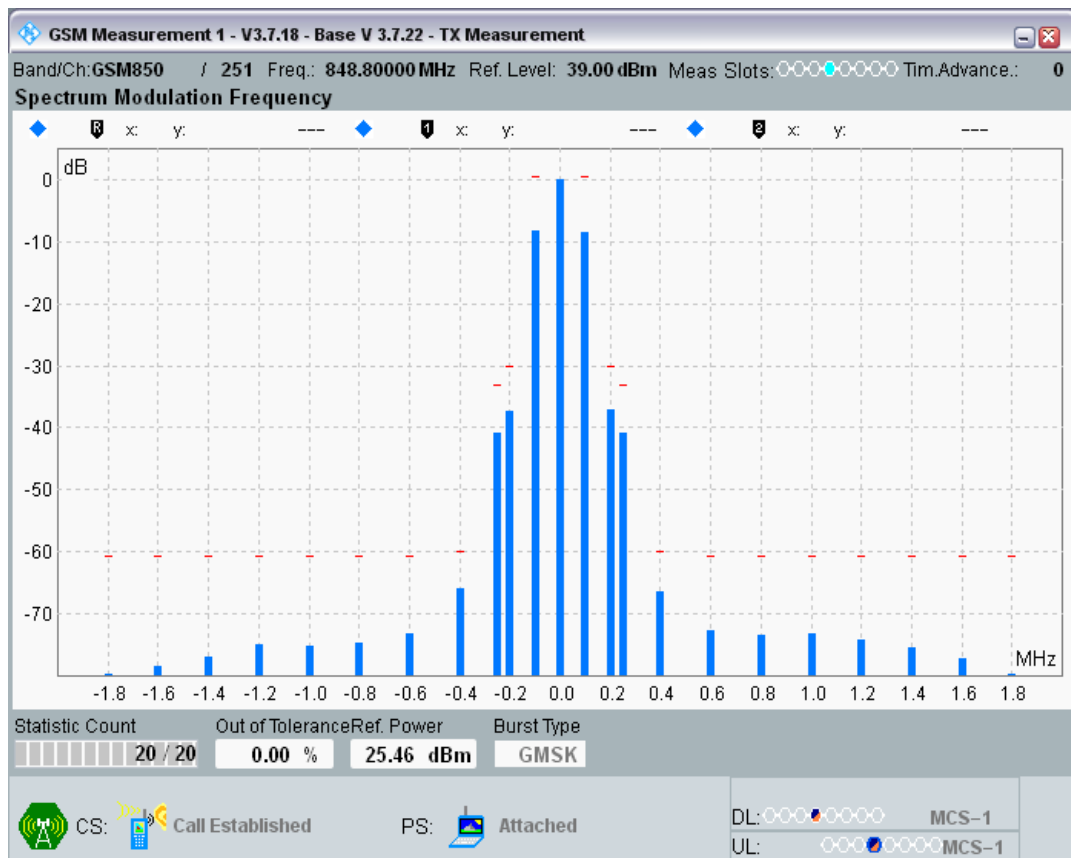 GSM Measurement 1 - V3.7.18 - Base V 3.7.22 - TX Measurement
Band/Ch:GSM850 / 251 Freq.: 848.80000 MHz Ref. Level: 39.00 dBm Meas Slots: Tim.Advance.: 0
Spectrum Modulation Frequency
R x: y: --- 1 x: y: --- 2 x: y: ---
dB
0
-10
-20
-30
-40
-50
-60
-70
MHz
-1.8 -1.6 -1.4 -1.2 -1.0 -0.8 -0.6 -0.4 -0.2 0.0 0.2 0.4 0.6 0.8 1.0 1.2 1.4 1.6 1.8
Statistic Count Out of Tolerance Ref. Power Burst Type
20 / 20 0.00 % 25.46 dBm GMSK
CS: Call Established PS: Attached DL: MCS-1
UL: MCS-1